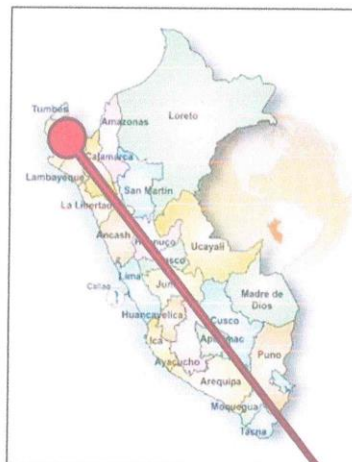 Tumbes
Amazonas
Loreto
Cajamarca
Lambayeque
San Martín
La Libertad
Ancash
Ucayali
Lima
Callao
Madre de
Dios
Huancavelica
Cusco
Ica
Puno
Ayacucho
Arequipa
Moquegua
Tacna